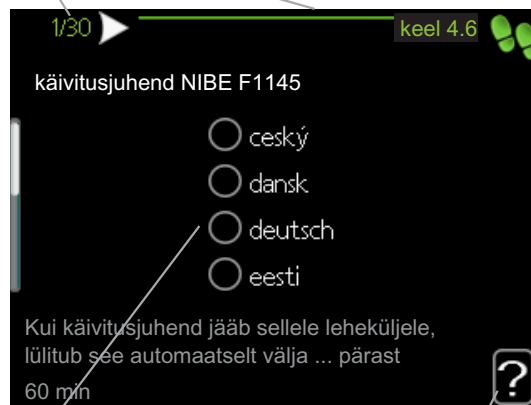 1/30
keel 4.6
käivitusjuhend NIBE F1145
ceský
dansk
deutsch
eesti
Kui käivitusjuhend jääb sellele leheküljele,
lülitub see automaatselt välja ... pärast
60 min
?